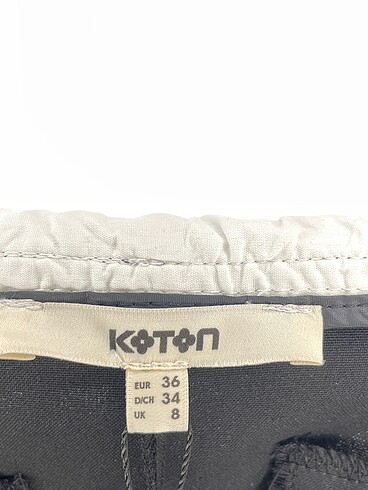 KOTON
EUR 36
D/CH 34
UK 8